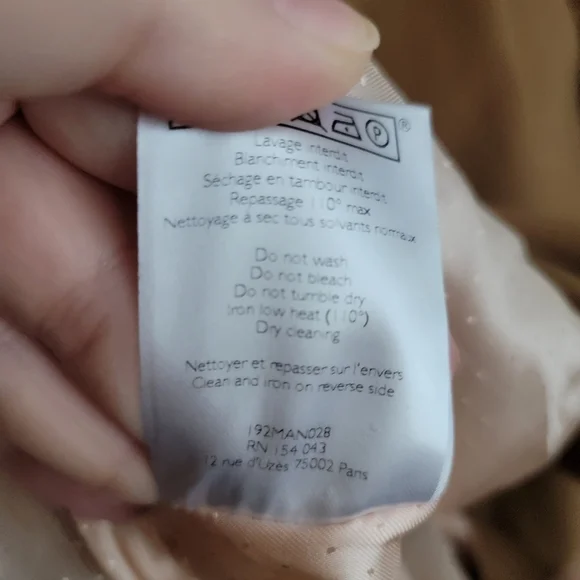 P ®
Lavage interdit
Blanchiment interdit
Séchage en tambour interdit
Repassage 110° max
Nettoyage à sec tous solvants normaux
Do not wash
Do not bleach
Do not tumble dry
Iron low heat (110°)
Dry cleaning
Nettoyer et repasser sur l'envers
Clean and iron on reverse side
192MAN028
RN 154 043
12 rue d'Uzès 75002 Paris